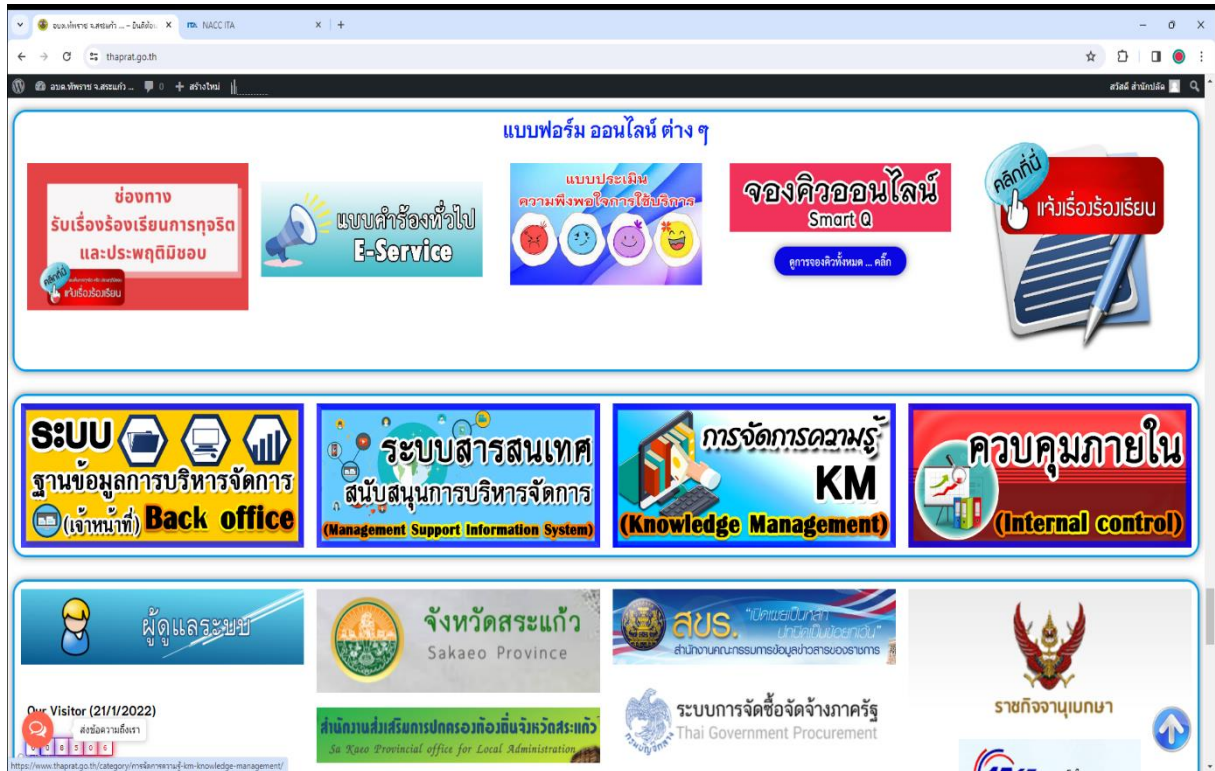 อบต.ทัพราช จ.สระแก้ว ... – ยินดีต้อน
NACC ITA
thaprat.go.th
อบต.ทัพราช จ.สระแก้ว ...
0
สร้างใหม่
สวัสดี สำนักปลัด
แบบฟอร์ม ออนไลน์ ต่าง ๆ
ช่องทาง
รับเรื่องร้องเรียนการทุจริต
และประพฤติมิชอบ
คลิกที่นี่
แจ้งเรื่องร้องเรียน
แบบคำร้องทั่วไป
E-Service
แบบประเมิน
ความพึงพอใจการใช้บริการ
จองคิวออนไลน์
Smart Q
ดูการจองคิวทั้งหมด ... คลิ๊ก
คลิกที่นี่
แจ้งเรื่องร้องเรียน
ระบบ
ฐานข้อมูลการบริหารจัดการ
(เจ้าหน้าที่) Back office
ระบบสารสนเทศ
สนับสนุนการบริหารจัดการ
(Management Support Information System)
การจัดการความรู้
KM
(Knowledge Management)
ควบคุมภายใน
(Internal control)
ผู้ดูแลระบบ
Our Visitor (21/1/2022)
ส่งข้อความถึงเรา
จังหวัดสระแก้ว
Sakaeo Province
สำนักงานส่งเสริมการปกครองท้องถิ่นจังหวัดสระแก้ว
Sa Kaeo Provincial office for Local Administration
สขร.
"เปิดเผยเป็นหลัก
ปกปิดเป็นข้อยกเว้น"
สำนักงานคณะกรรมการข้อมูลข่าวสารของราชการ
ระบบการจัดซื้อจัดจ้างภาครัฐ
Thai Government Procurement
ราชกิจจานุเบกษา
https://www.thaprat.go.th/category/การจัดการความรู้-km-knowledge-management/